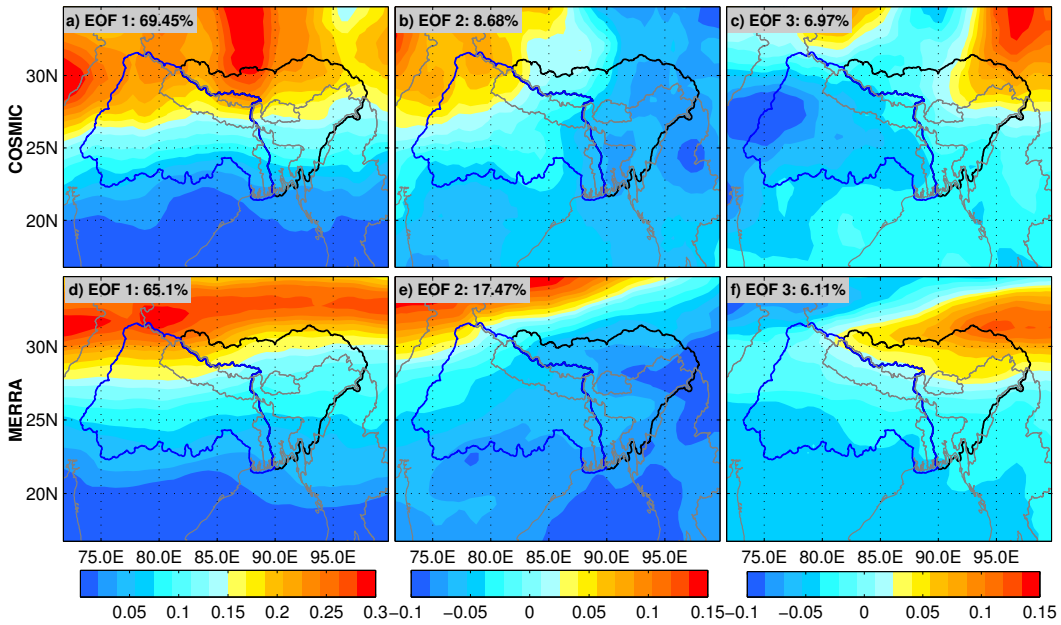 a) EOF 1: 69.45% b) EOF 2: 8.68% c) EOF 3: 6.97%
30N
25N
20N
COSMIC
d) EOF 1: 65.1% e) EOF 2: 17.47% f) EOF 3: 6.11%
30N
25N
20N
MERRA
75.0E 80.0E 85.0E 90.0E 95.0E 75.0E 80.0E 85.0E 90.0E 95.0E 75.0E 80.0E 85.0E 90.0E 95.0E
0.05 0.1 0.15 0.2 0.25 0.3 −0.1 −0.05 0 0.05 0.1 0.15 −0.1 −0.05 0 0.05 0.1 0.15